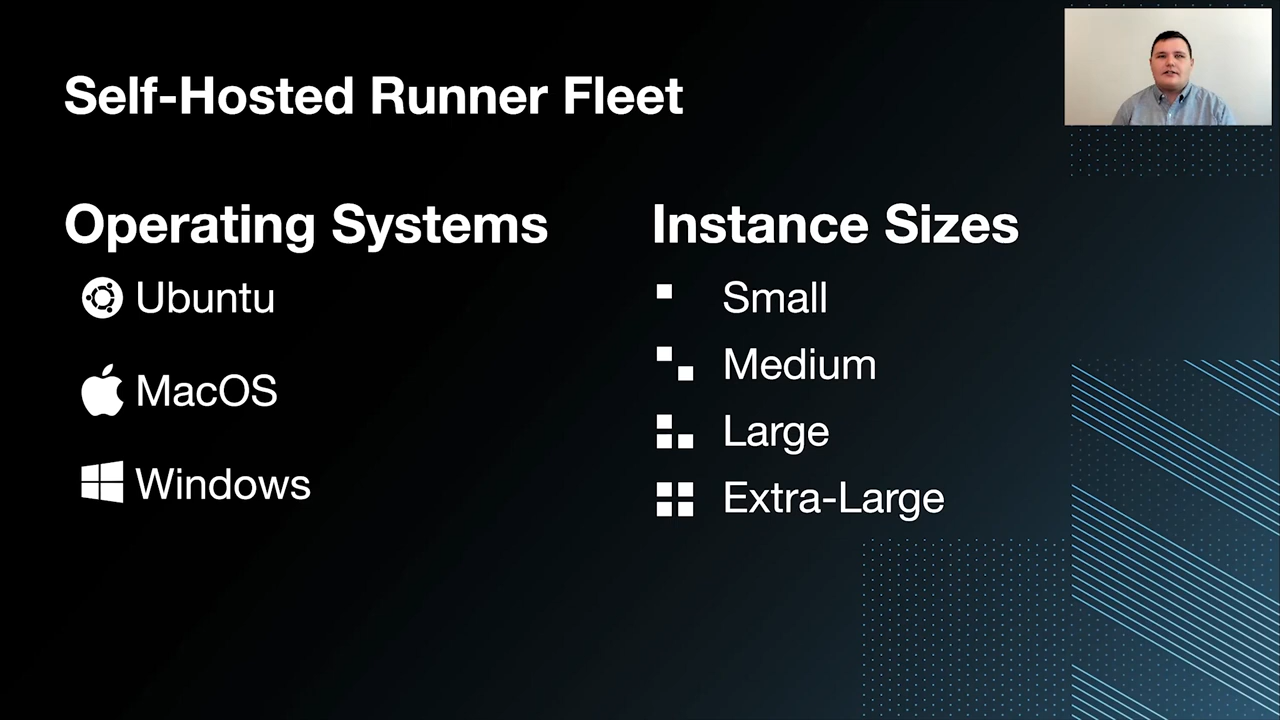 Self-Hosted Runner Fleet
Operating Systems
Ubuntu
MacOS
Windows
Instance Sizes
Small
Medium
Large
Extra-Large